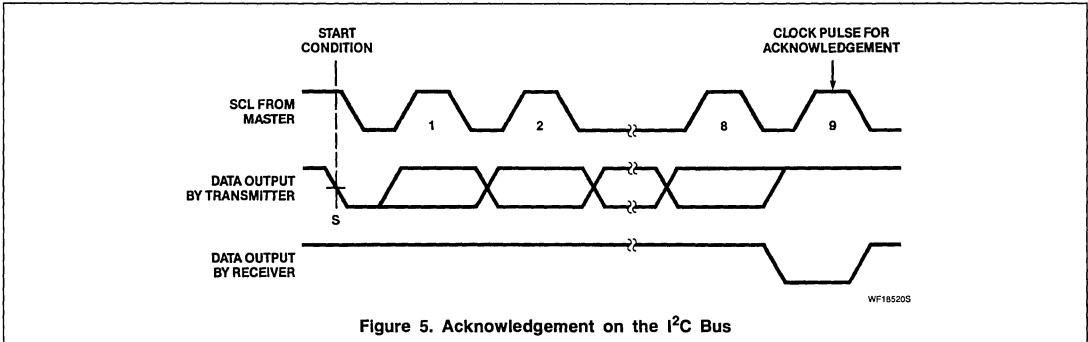 START
CONDITION
CLOCK PULSE FOR
ACKNOWLEDGEMENT
SCL FROM
MASTER
1
2
8
9
DATA OUTPUT
BY TRANSMITTER
S
DATA OUTPUT
BY RECEIVER
WF18520S
Figure 5. Acknowledgement on the I²C Bus